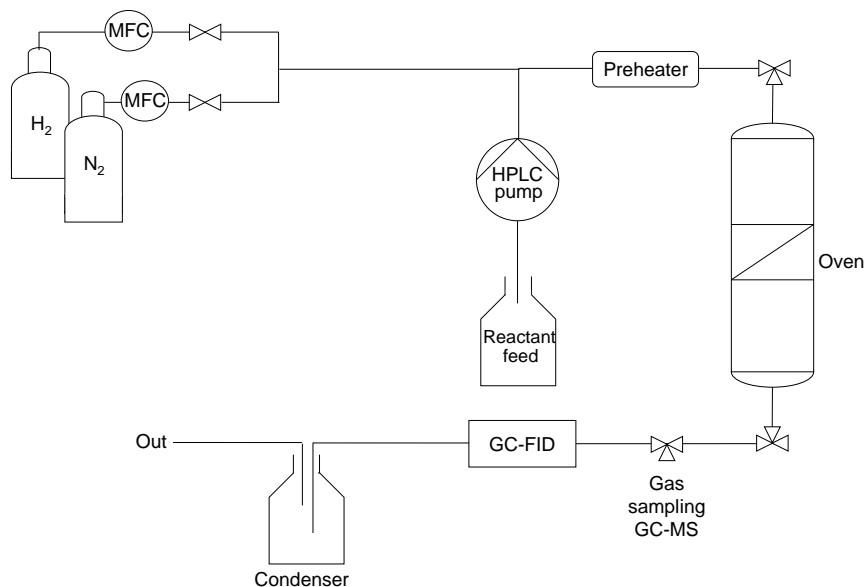 MFC
MFC
H₂
N₂
Preheater
HPLC
pump
Oven
Reactant
feed
Out
GC-FID
Gas
sampling
GC-MS
Condenser